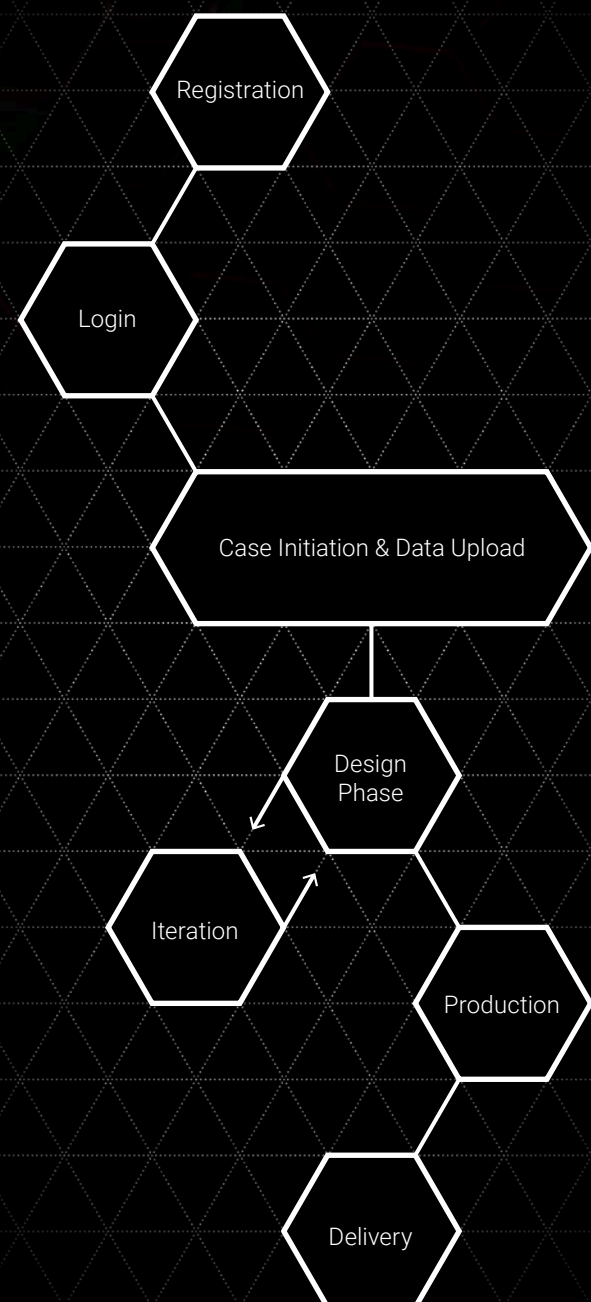 Registration
Login
Case Initiation & Data Upload
Design
Phase
Iteration
Production
Delivery